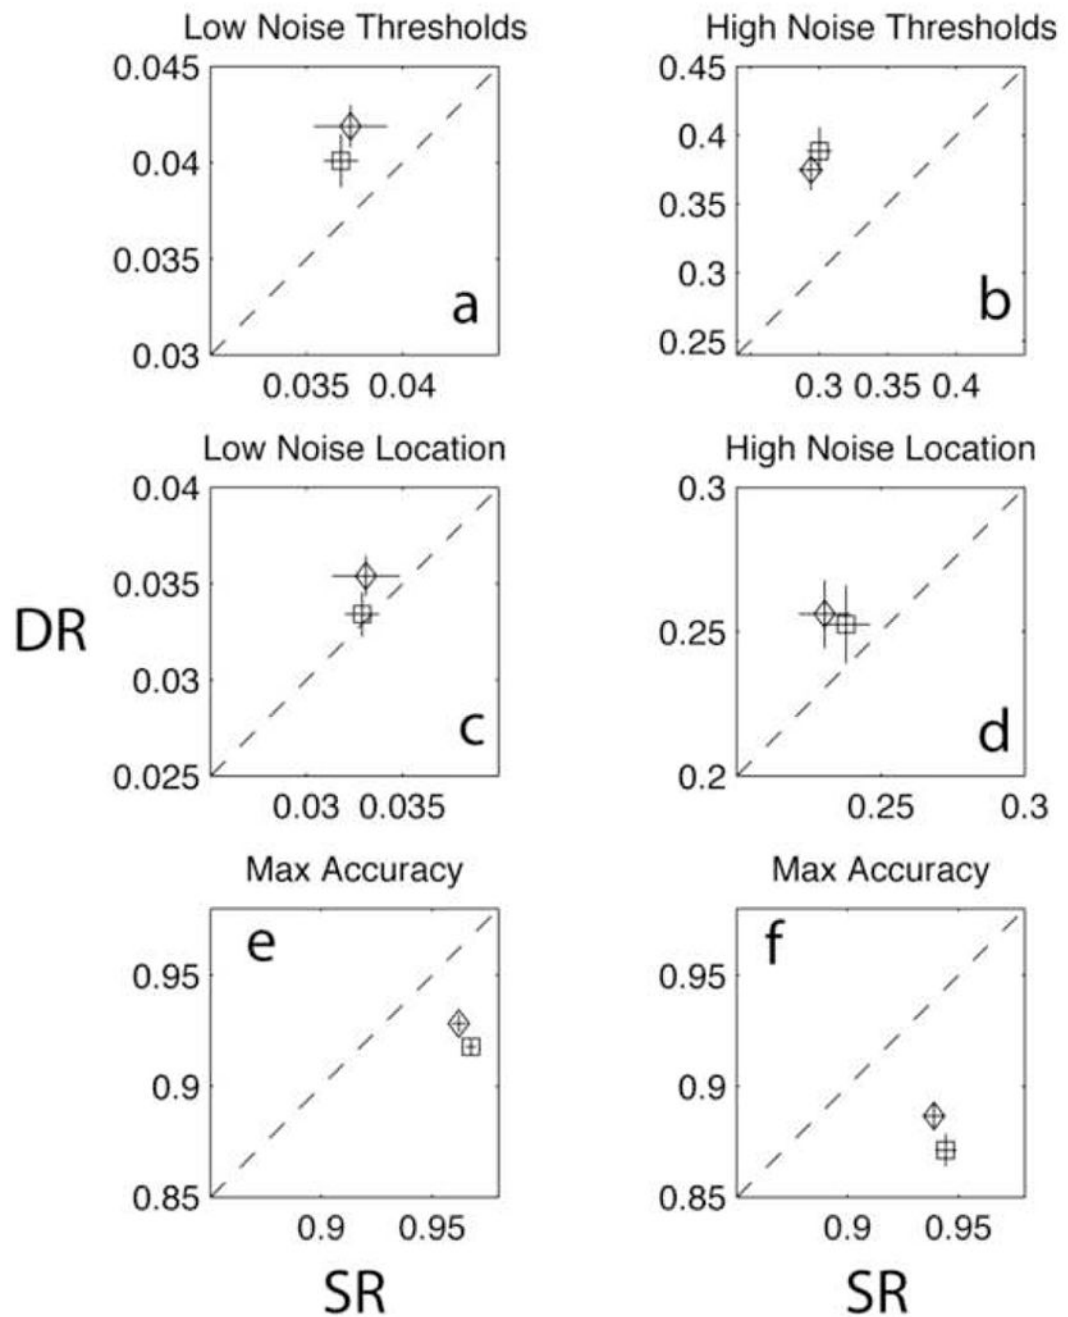 Low Noise Thresholds
0.045
0.04
0.035
0.03
0.035 0.04
a
High Noise Thresholds
0.45
0.4
0.35
0.3
0.25
0.3 0.35 0.4
b
Low Noise Location
0.04
0.035
0.03
0.025
0.03 0.035
c
High Noise Location
0.3
0.25
0.2
0.25 0.3
d
DR
Max Accuracy
e
0.95
0.9
0.85
0.9 0.95
SR
Max Accuracy
f
0.95
0.9
0.85
0.9 0.95
SR